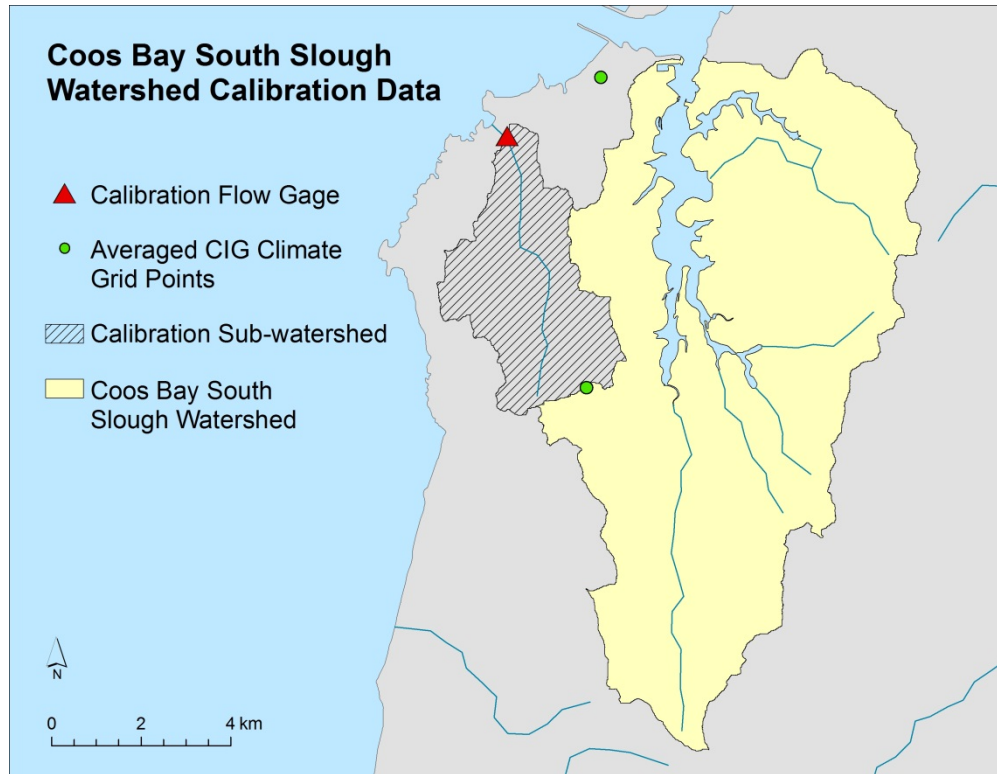 Coos Bay South Slough
Watershed Calibration Data
Calibration Flow Gage
Averaged CIG Climate
Grid Points
Calibration Sub-watershed
Coos Bay South
Slough Watershed
N
0 2 4 km